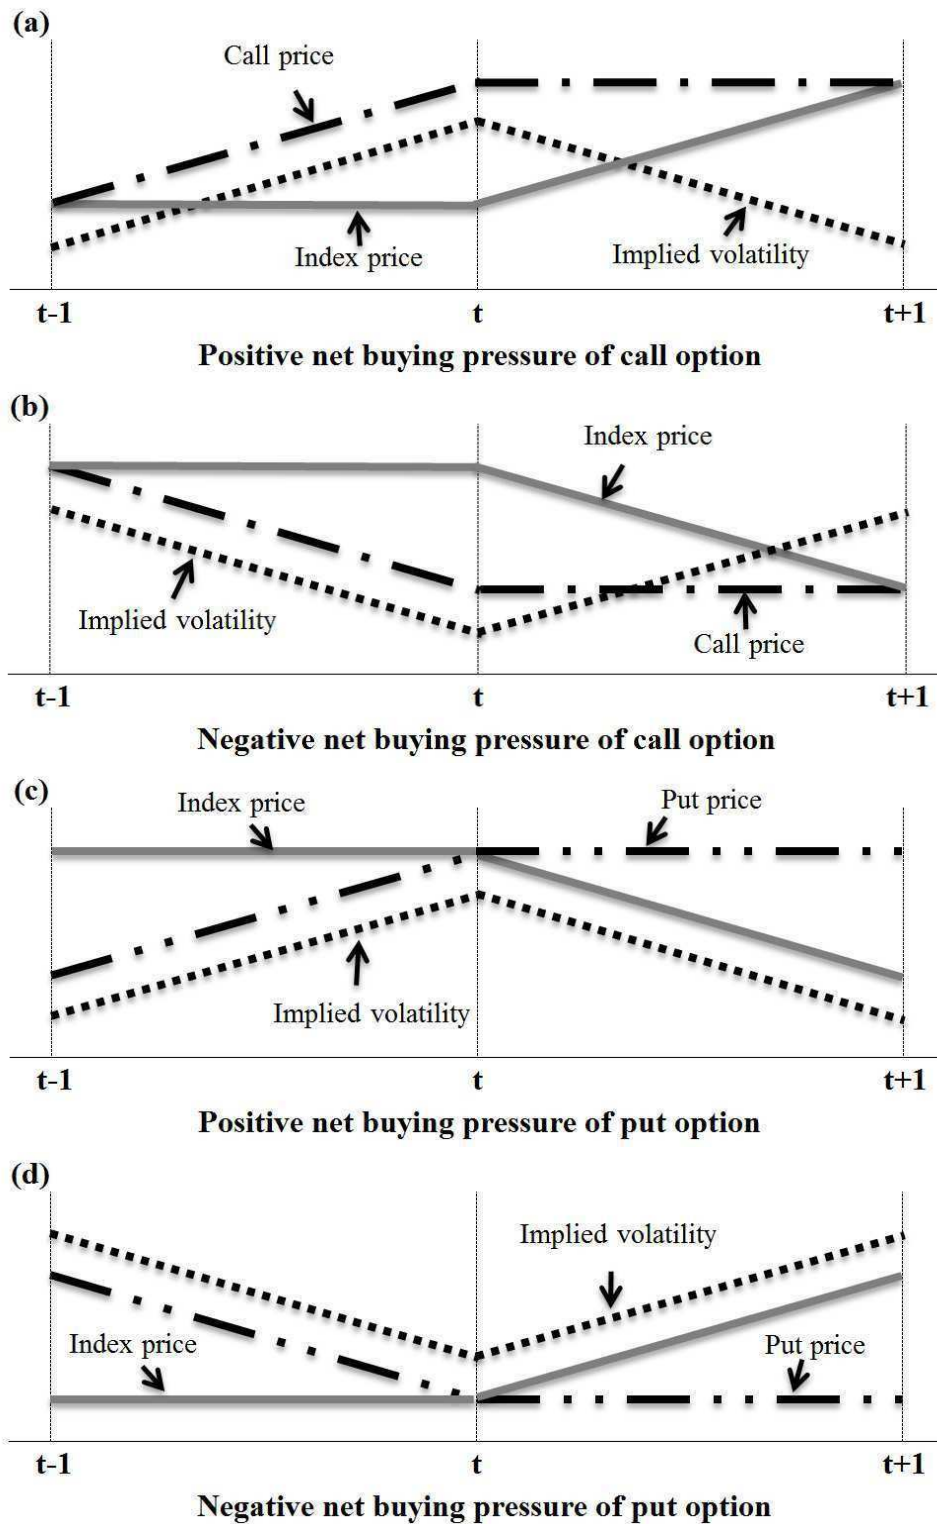 (a)
Call price
Index price
Implied volatility
t-1 t t+1
Positive net buying pressure of call option
(b)
Index price
Implied volatility
Call price
t-1 t t+1
Negative net buying pressure of call option
(c)
Index price
Put price
Implied volatility
t-1 t t+1
Positive net buying pressure of put option
(d)
Implied volatility
Index price
Put price
t-1 t t+1
Negative net buying pressure of put option